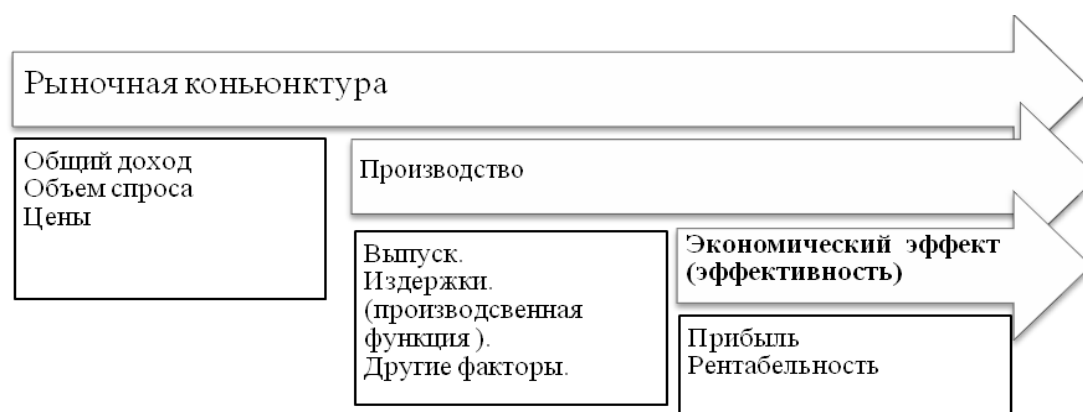 Рыночная коньюнктура
Общий доход
Объем спроса
Цены
Производство
Выпуск.
Издержки.
(производсвенная
функция ).
Другие факторы.
Экономический эффект
(эффективность)
Прибыль
Рентабельность